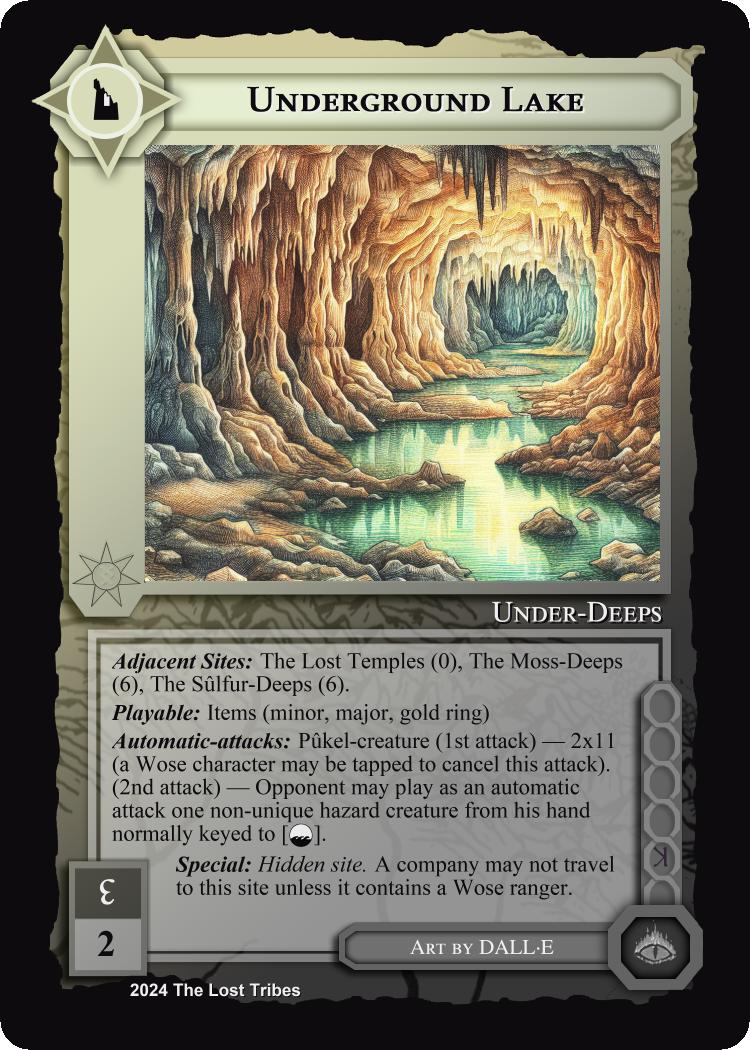 Underground Lake
Under-Deeps
Adjacent Sites: The Lost Temples (0), The Moss-Deeps
(6), The Sûlfur-Deeps (6).
Playable: Items (minor, major, gold ring)
Automatic-attacks: Pûkel-creature (1st attack) — 2x11
(a Wose character may be tapped to cancel this attack).
(2nd attack) — Opponent may play as an automatic
attack one non-unique hazard creature from his hand
normally keyed to [ ].
Special: Hidden site. A company may not travel
to this site unless it contains a Wose ranger.
2
Art by DALL·E
2024 The Lost Tribes